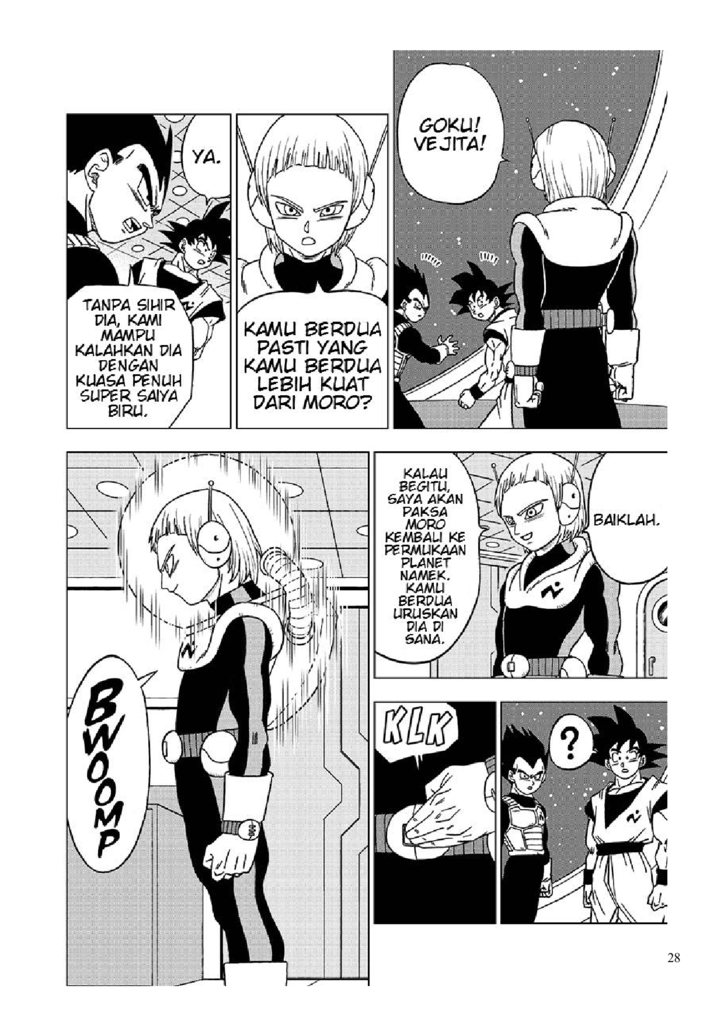 GOKU!
VEJITA!
KAMU BERDUA
PASTI YANG
KAMU BERDUA
LEBIH KUAT
DARI MORO?
YA.
TANPA SIHIR
DIA, KAMI
MAMPU
KALAHKAN DIA
DENGAN
KUASA PENUH
SUPER SAIYA
BIRU.
BAIKLAH.
KALAU
BEGITU,
SAYA AKAN
PAKSA
MORO
KEMBALI KE
PERMUKAAN
PLANET
NAMEK.
KAMU
BERDUA
URUSKAN
DIA DI
SANA.
?
KLK
BWOOMP
28